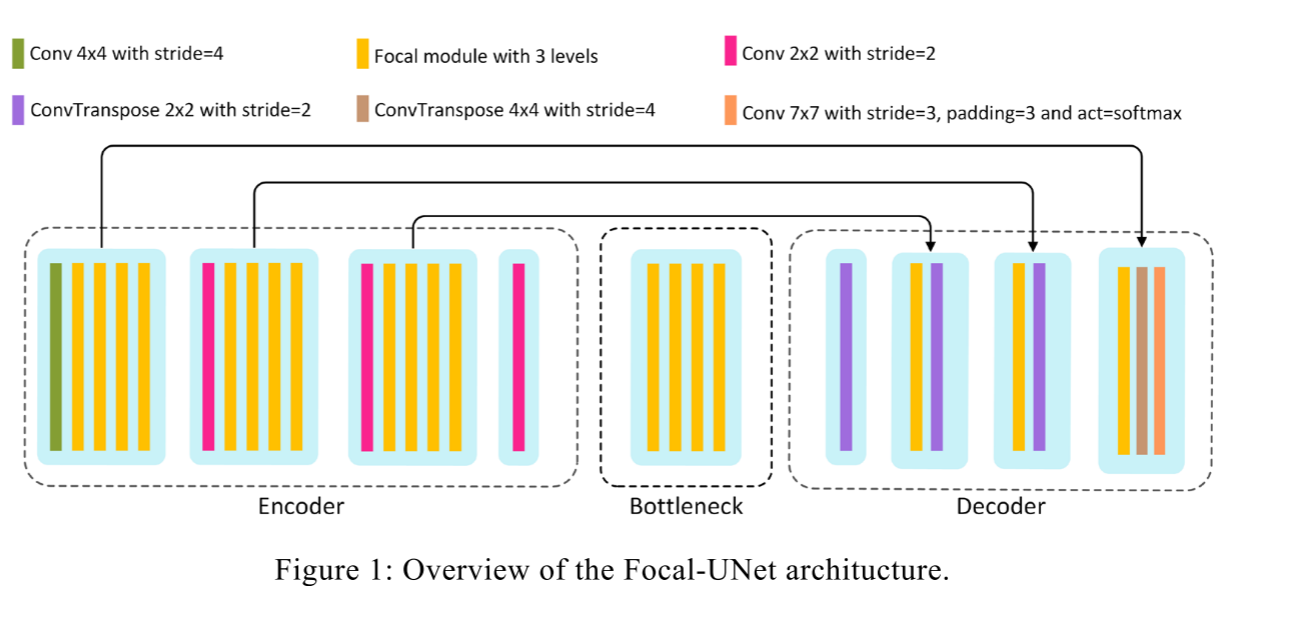 Conv 4x4 with stride=4
Focal module with 3 levels
Conv 2x2 with stride=2
ConvTranspose 2x2 with stride=2
ConvTranspose 4x4 with stride=4
Conv 7x7 with stride=3, padding=3 and act=softmax
Encoder
Bottleneck
Decoder
Figure 1: Overview of the Focal-UNet architucture.